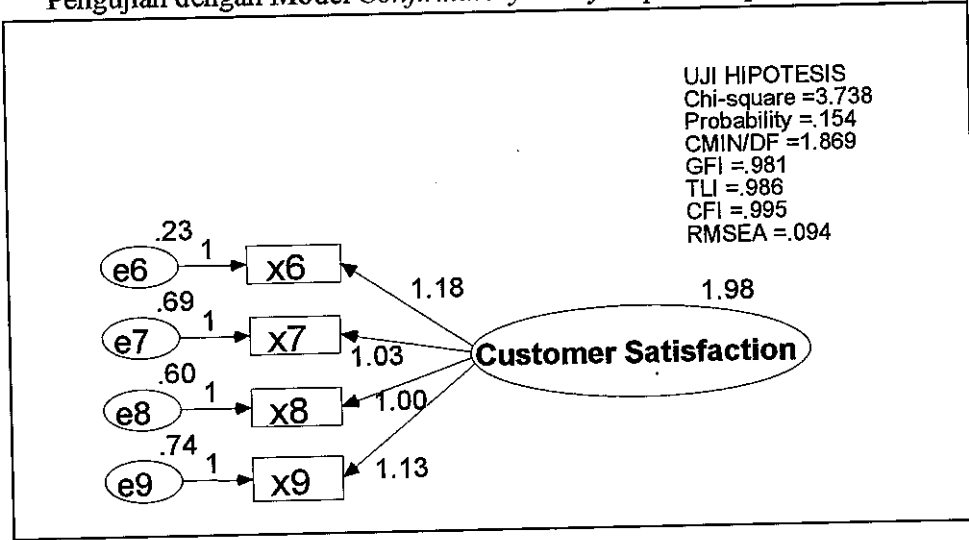 Pengujian dengan Model
UJI HIPOTESIS
Chi-square =3.738
Probability =.154
CMIN/DF =1.869
GFI =.981
TLI =.986
CFI =.995
RMSEA =.094
.23
1
e6
x6
1.18
1.98
.69
1
e7
x7
1.03
Customer Satisfaction
.60
1
e8
x8
1.00
.74
1
e9
x9
1.13